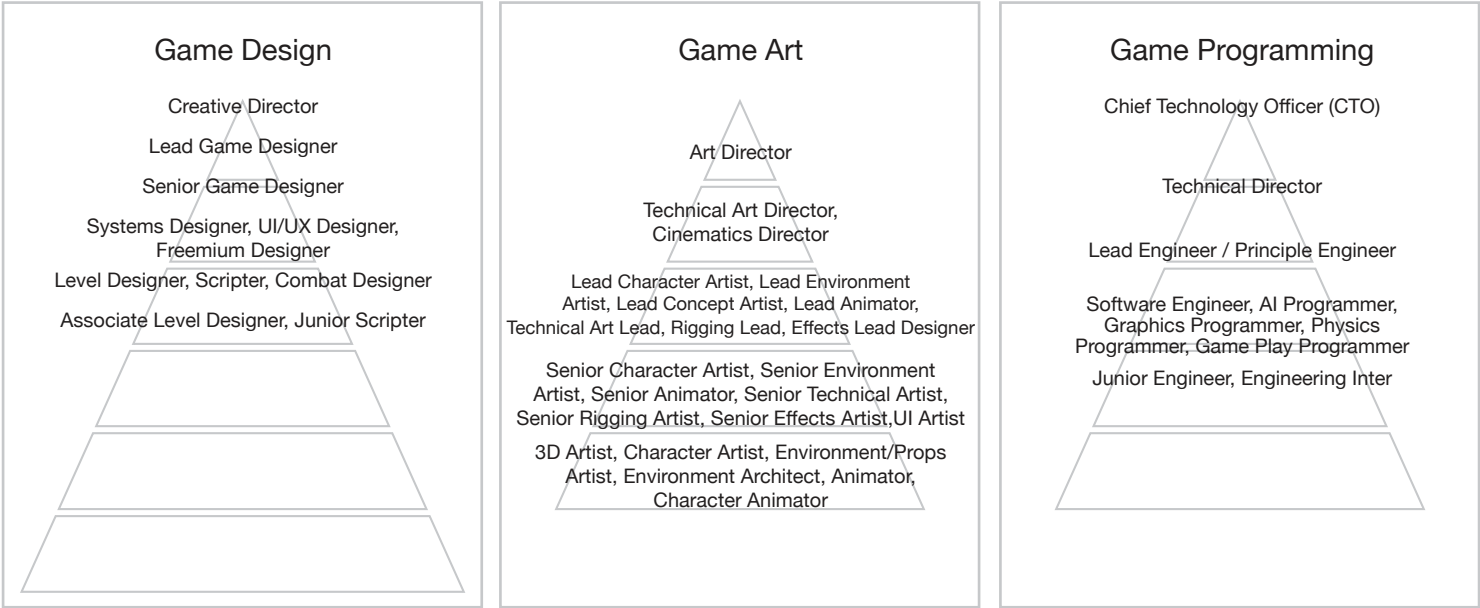 Game Design
Creative Director
Lead Game Designer
Senior Game Designer
Systems Designer, UI/UX Designer,
Freemium Designer
Level Designer, Scripter, Combat Designer
Associate Level Designer, Junior Scripter
Game Art
Art Director
Technical Art Director,
Cinematics Director
Lead Character Artist, Lead Environment
Artist, Lead Concept Artist, Lead Animator,
Technical Art Lead, Rigging Lead, Effects Lead Designer
Senior Character Artist, Senior Environment
Artist, Senior Animator, Senior Technical Artist,
Senior Rigging Artist, Senior Effects Artist,UI Artist
3D Artist, Character Artist, Environment/Props
Artist, Environment Architect, Animator,
Character Animator
Game Programming
Chief Technology Officer (CTO)
Technical Director
Lead Engineer / Principle Engineer
Software Engineer, AI Programmer,
Graphics Programmer, Physics
Programmer, Game Play Programmer
Junior Engineer, Engineering Inter